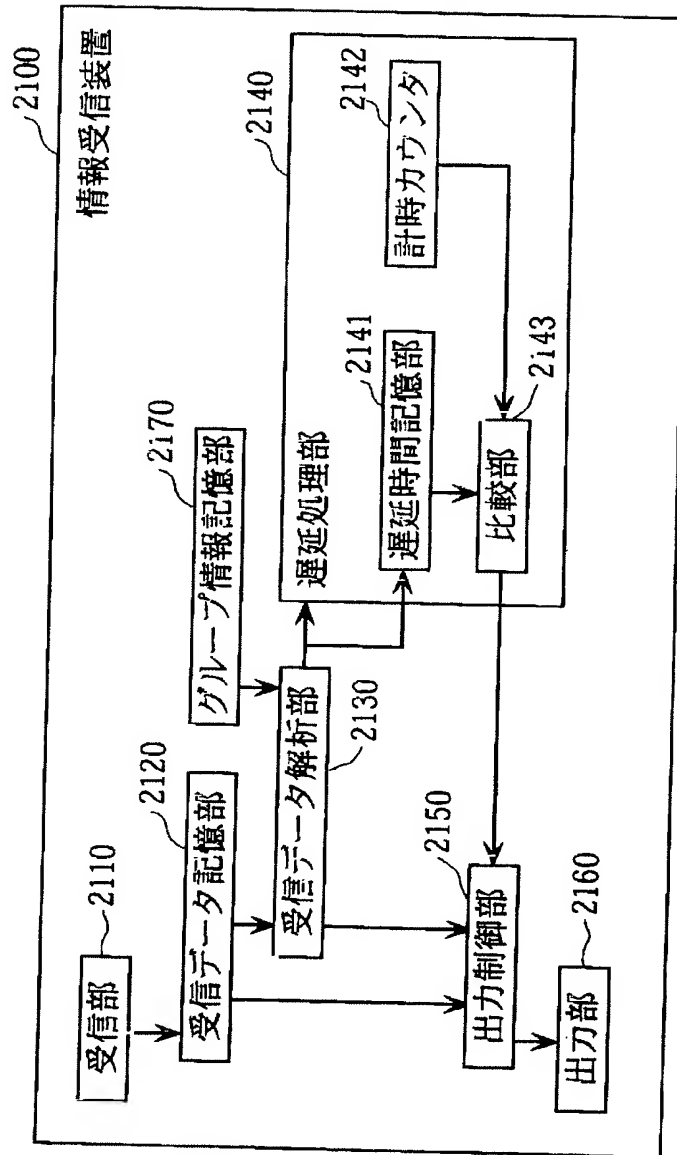 2100
情報受信装置
2110
受信部
2120
受信データ記憶部
2i70
グループ情報記憶部
受信データ解析部
2130
2140
遅延処理部
2141
遅延時間記憶部
2142
計時カウンタ
2i43
比較部
2150
出力制御部
2160
出力部